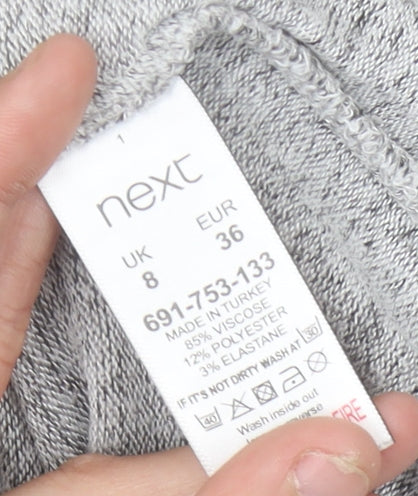 next
UK EUR
8 36
691-753-133
MADE IN TURKEY
85% VISCOSE
12% POLYESTER
3% ELASTANE
IF IT'S NOT DIRTY WASH AT 30
40
Wash inside out
FIRE